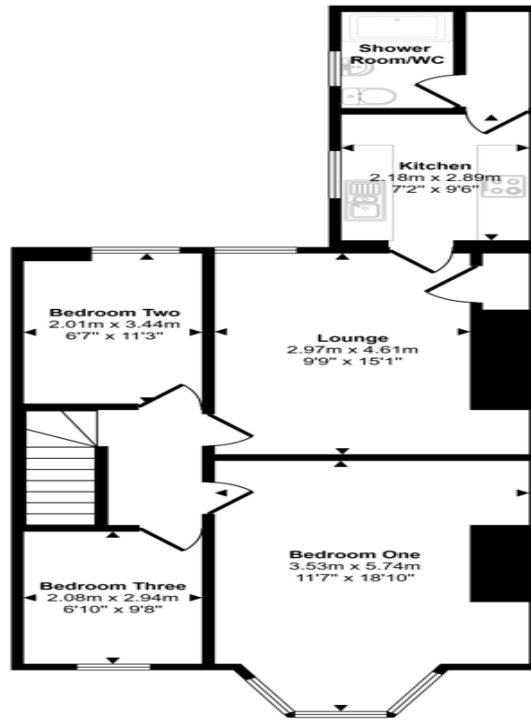 Shower
Room/WC
Kitchen
2.18m x 2.89m
7'2" x 9'6"
Bedroom Two
2.01m x 3.44m
6'7" x 11'3"
Lounge
2.97m x 4.61m
9'9" x 15'1"
Bedroom One
3.53m x 5.74m
11'7" x 18'10"
Bedroom Three
2.08m x 2.94m
6'10" x 9'8"